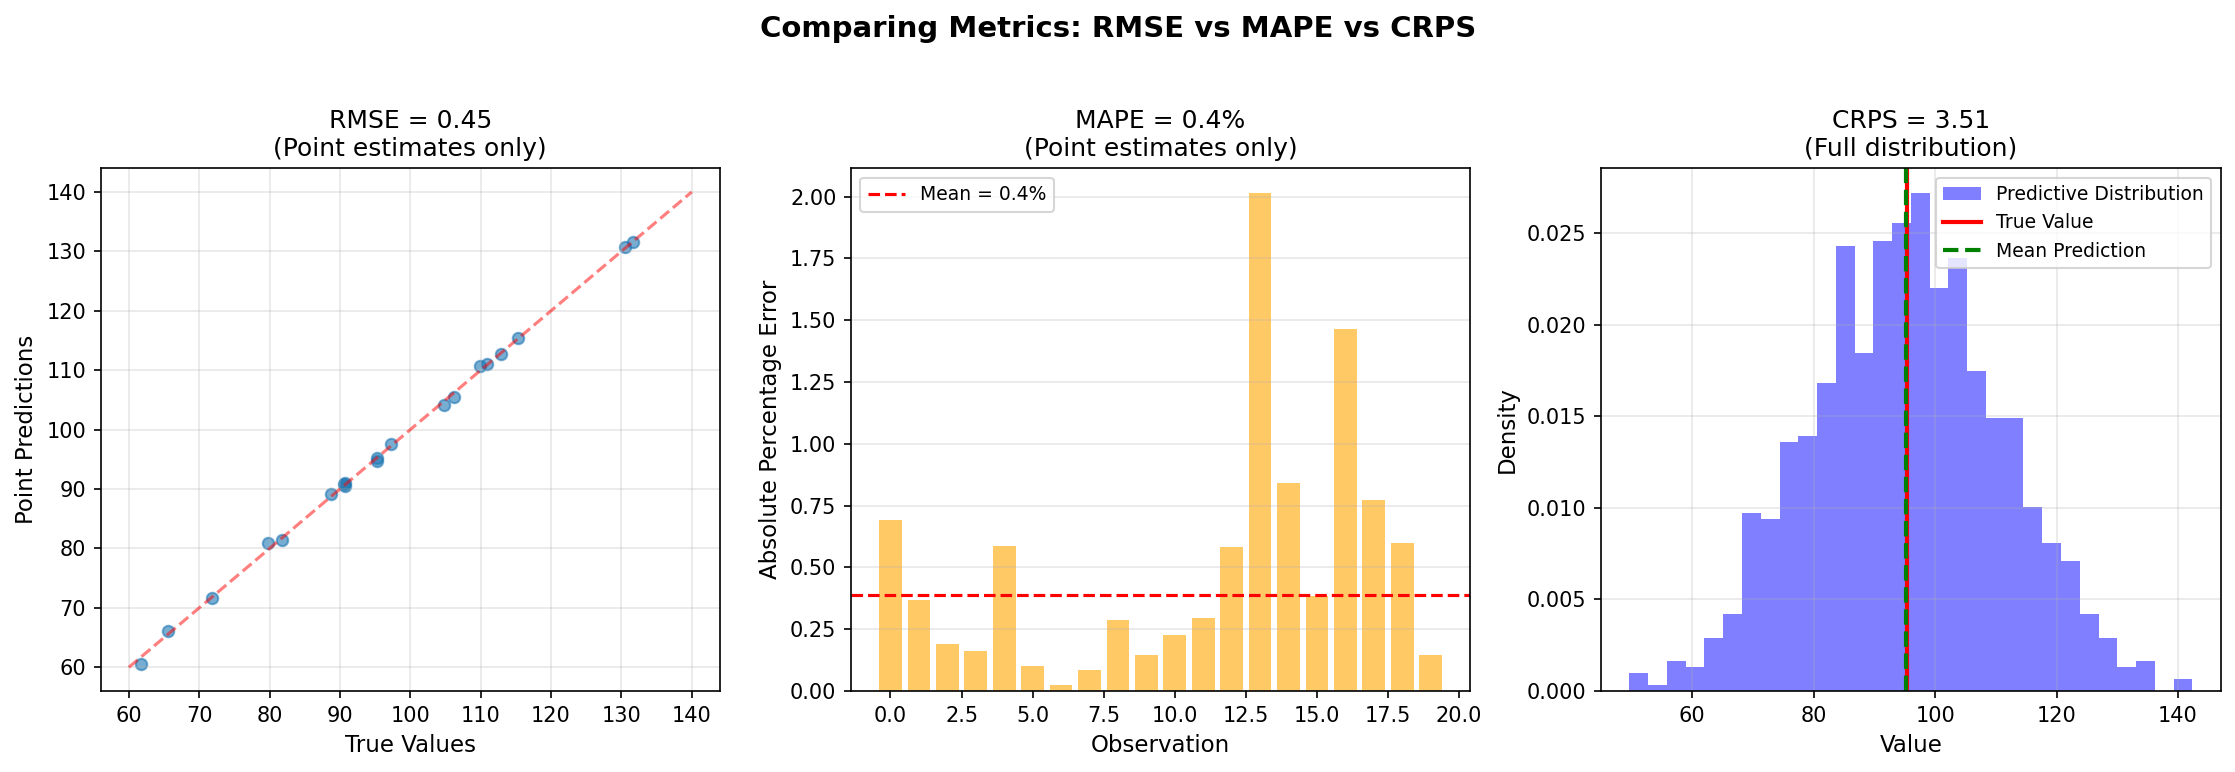 Comparing Metrics: RMSE vs MAPE vs CRPS
RMSE = 0.45
(Point estimates only)
140
130
120
110
100
90
80
70
60
Point Predictions
60 70 80 90 100 110 120 130 140
True Values
MAPE = 0.4%
(Point estimates only)
Mean = 0.4%
2.00
1.75
1.50
1.25
1.00
0.75
0.50
0.25
0.00
Absolute Percentage Error
0.0 2.5 5.0 7.5 10.0 12.5 15.0 17.5 20.0
Observation
CRPS = 3.51
(Full distribution)
Predictive Distribution
True Value
Mean Prediction
0.025
0.020
0.015
0.010
0.005
0.000
Density
60 80 100 120 140
Value